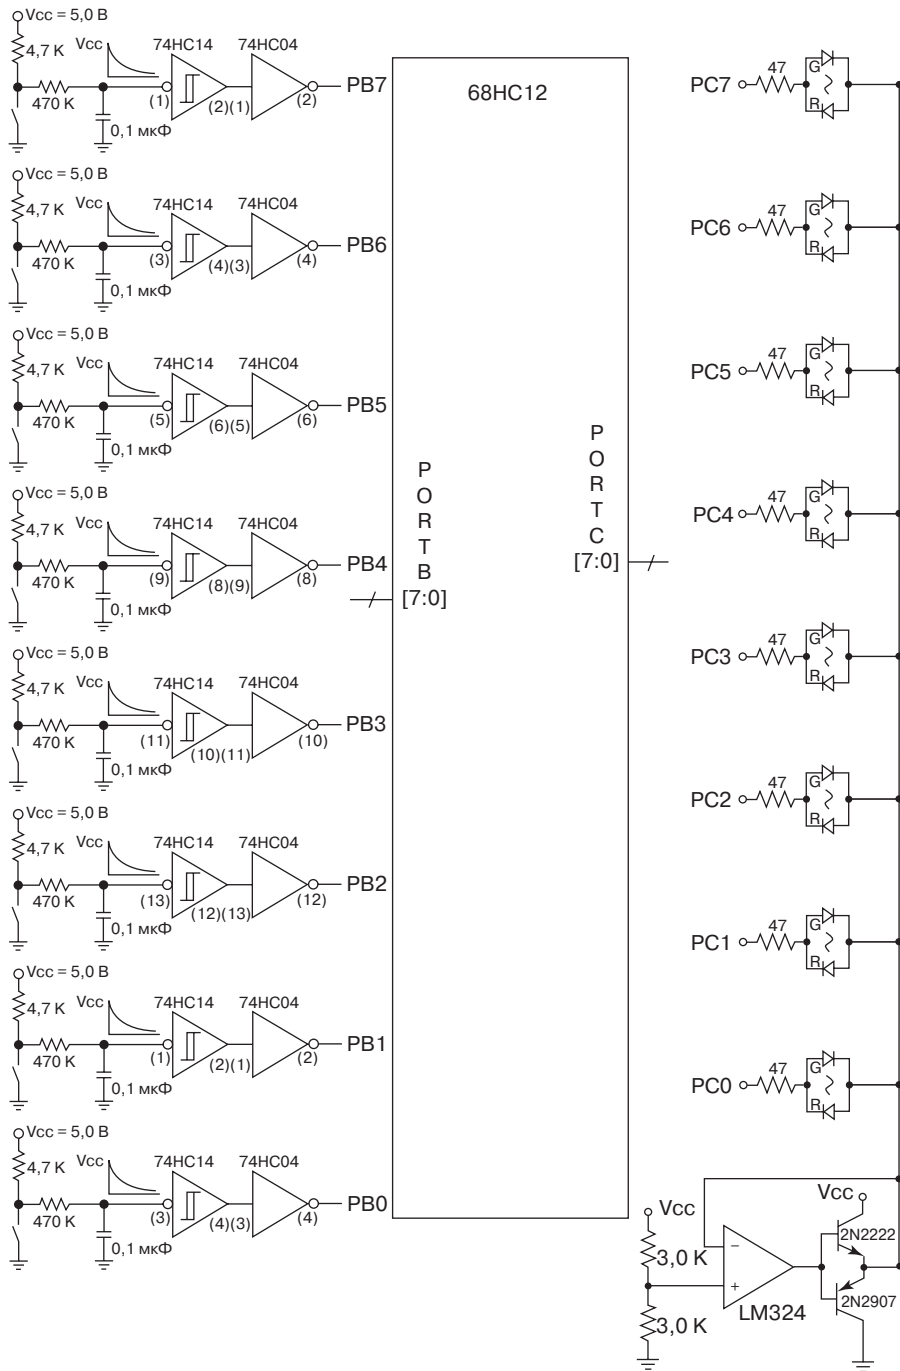 Vcc = 5,0 В
4,7 K
Vcc
74HC14
74HC04
470 K
0,1 мкФ
(1)
(2)(1)
(2)
PB7
Vcc = 5,0 В
4,7 K
Vcc
74HC14
74HC04
470 K
0,1 мкФ
(3)
(4)(3)
(4)
PB6
Vcc = 5,0 В
4,7 K
Vcc
74HC14
74HC04
470 K
0,1 мкФ
(5)
(6)(5)
(6)
PB5
Vcc = 5,0 В
4,7 K
Vcc
74HC14
74HC04
470 K
0,1 мкФ
(9)
(8)(9)
(8)
PB4
Vcc = 5,0 В
4,7 K
Vcc
74HC14
74HC04
470 K
0,1 мкФ
(11)
(10)(11)
(10)
PB3
Vcc = 5,0 В
4,7 K
Vcc
74HC14
74HC04
470 K
0,1 мкФ
(13)
(12)(13)
(12)
PB2
Vcc = 5,0 В
4,7 K
Vcc
74HC14
74HC04
470 K
0,1 мкФ
(1)
(2)(1)
(2)
PB1
Vcc = 5,0 В
4,7 K
Vcc
74HC14
74HC04
470 K
0,1 мкФ
(3)
(4)(3)
(4)
PB0
68HC12
PORTB
[7:0]
PORTC
[7:0]
PC7
47
G
R
PC6
47
G
R
PC5
47
G
R
PC4
47
G
R
PC3
47
G
R
PC2
47
G
R
PC1
47
G
R
PC0
47
G
R
Vcc
3,0 K
3,0 K
−
+
LM324
Vcc
2N2222
2N2907